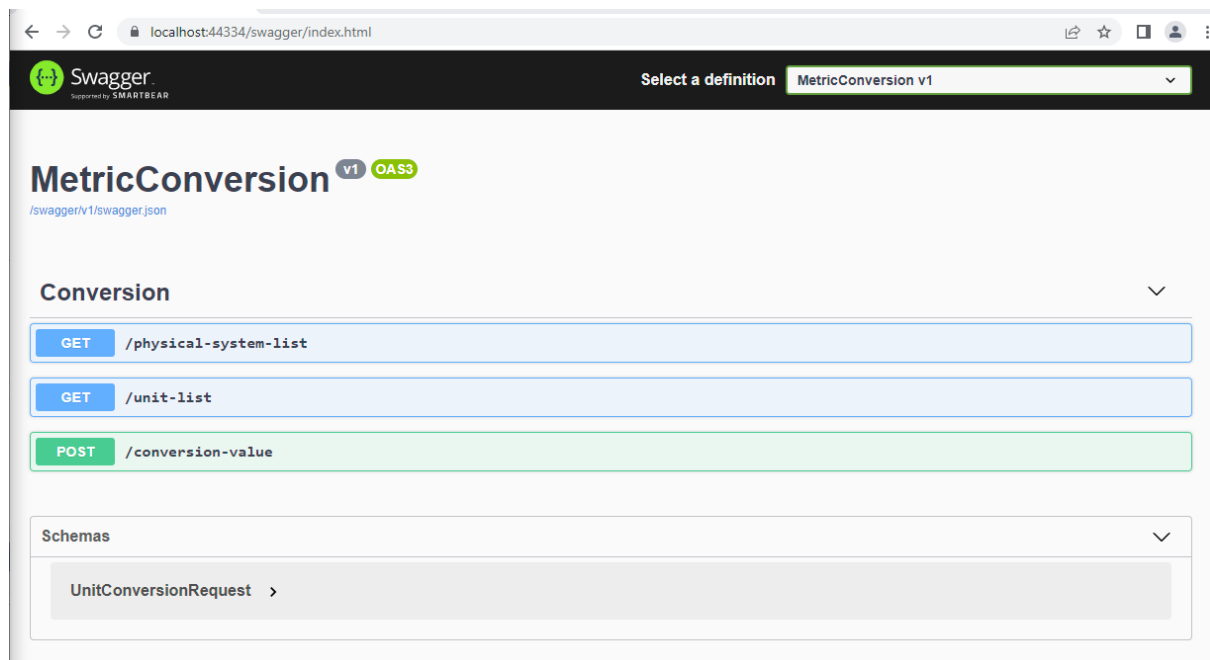 localhost:44334/swagger/index.html
{···} Swagger.
Supported by SMARTBEAR
Select a definition
MetricConversion v1
MetricConversion v1 OAS3
/swagger/v1/swagger.json
Conversion
GET /physical-system-list
GET /unit-list
POST /conversion-value
Schemas
UnitConversionRequest